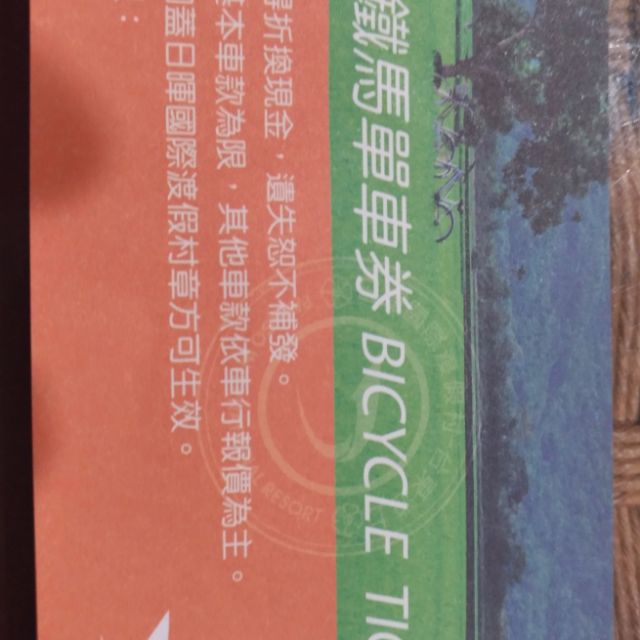 鐵馬單車券 BICYCLE TIC
得折換現金，遺失恕不補發。
本車款為限，其他車款依車行報價為主。
蓋日暉國際渡假村章方可生效。
RESORT